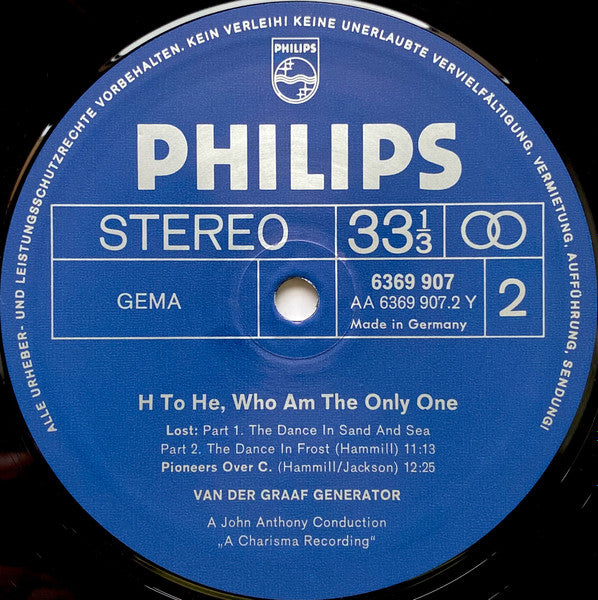 ALLE URHEBER- UND LEISTUNGSSCHUTZRECHTE VORBEHALTEN. KEIN VERLEIH! KEINE UNERLAUBTE VERVIELFÄLTIGUNG, VERMIETUNG, AUFFÜHRUNG, SENDUNG!
PHILIPS
PHILIPS
STEREO 33 1/3
GEMA
6369 907
AA 6369 907.2 Y
Made in Germany
2
H To He, Who Am The Only One
Lost: Part 1. The Dance In Sand And Sea
Part 2. The Dance In Frost (Hammill) 11:13
Pioneers Over C. (Hammill/Jackson) 12:25
VAN DER GRAAF GENERATOR
A John Anthony Conduction
„A Charisma Recording“